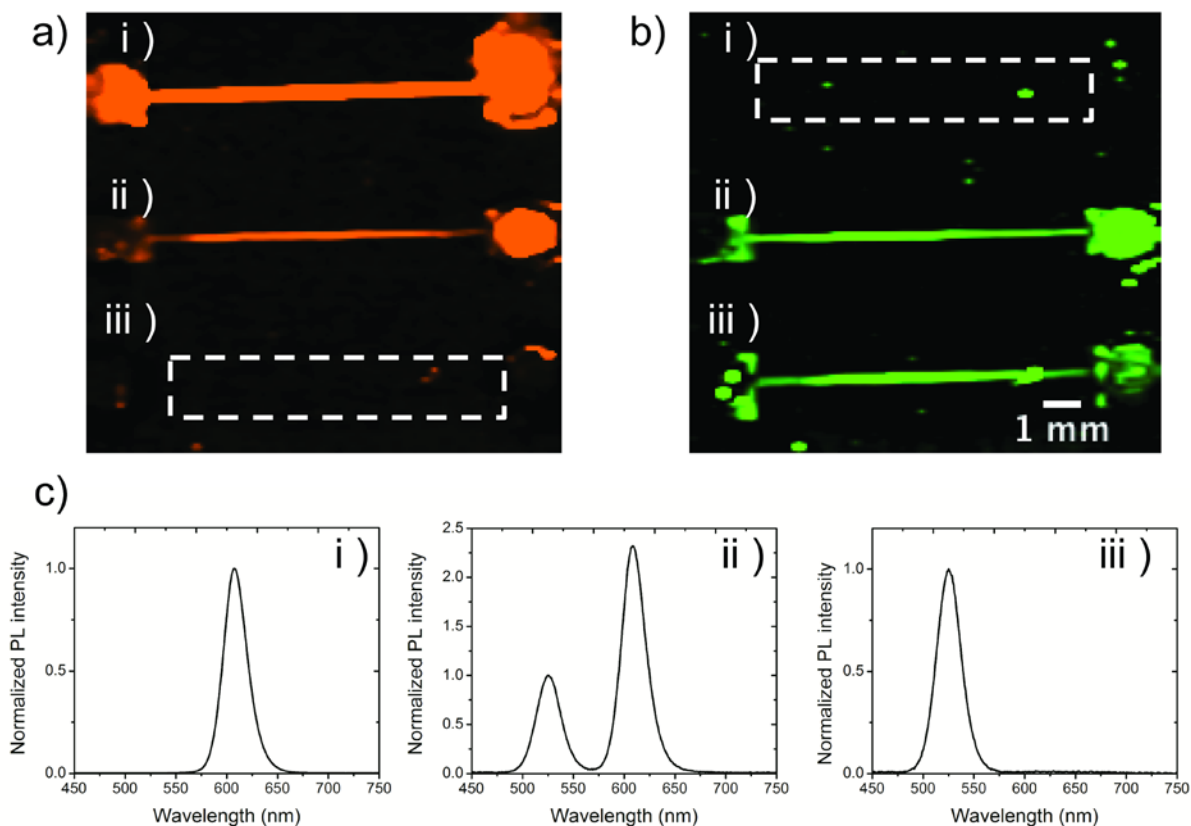 a)
i )
ii )
iii )
b)
i )
ii )
iii )
1 mm
c)
i )
Normalized PL intensity
1.0
0.5
0.0
450 500 550 600 650 700 750
Wavelength (nm)
ii )
Normalized PL intensity
2.5
2.0
1.5
1.0
0.5
0.0
450 500 550 600 650 700 750
Wavelength (nm)
iii )
Normalized PL intensity
1.0
0.5
0.0
450 500 550 600 650 700 750
Wavelength (nm)